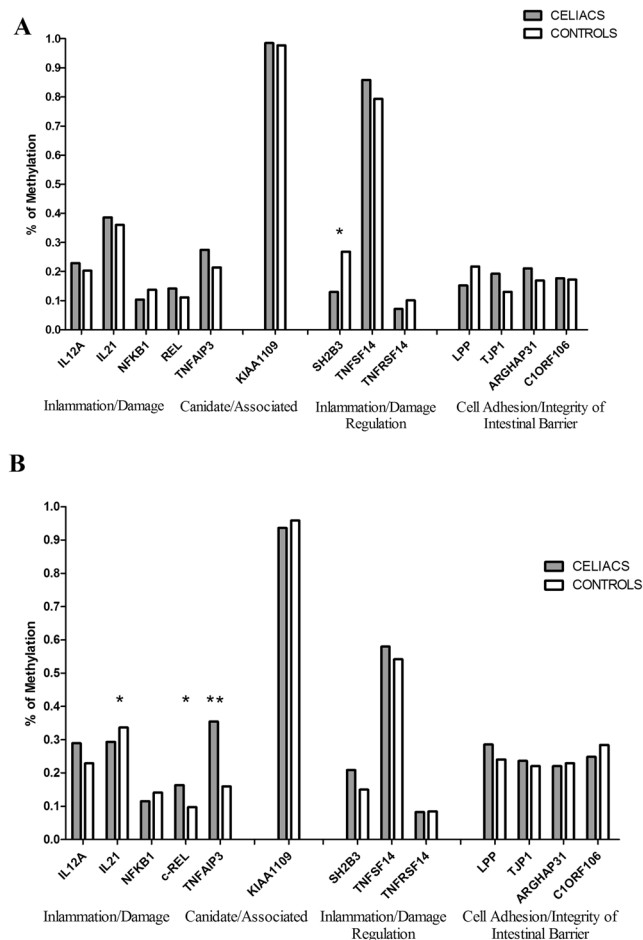 A
CELIACS
CONTROLS
% of Methylation
1.0
0.9
0.8
0.7
0.6
0.5
0.4
0.3
0.2
0.1
0.0
*
IL12A
IL21
NFKB1
REL
TNFAIP3
KIAA1109
SH2B3
TNFSF14
TNFRSF14
LPP
TJP1
ARGHAP31
C1ORF106
Inlammation/Damage
Canidate/Associated
Inlammation/Damage
Regulation
Cell Adhesion/Integrity of
Intestinal Barrier
B
CELIACS
CONTROLS
% of Methylation
1.0
0.9
0.8
0.7
0.6
0.5
0.4
0.3
0.2
0.1
0.0
*
*
**
IL12A
IL21
NFKB1
c-REL
TNFAIP3
KIAA1109
SH2B3
TNFSF14
TNFRSF14
LPP
TJP1
ARGHAP31
C1ORF106
Inlammation/Damage
Canidate/Associated
Inlammation/Damage
Regulation
Cell Adhesion/Integrity of
Intestinal Barrier